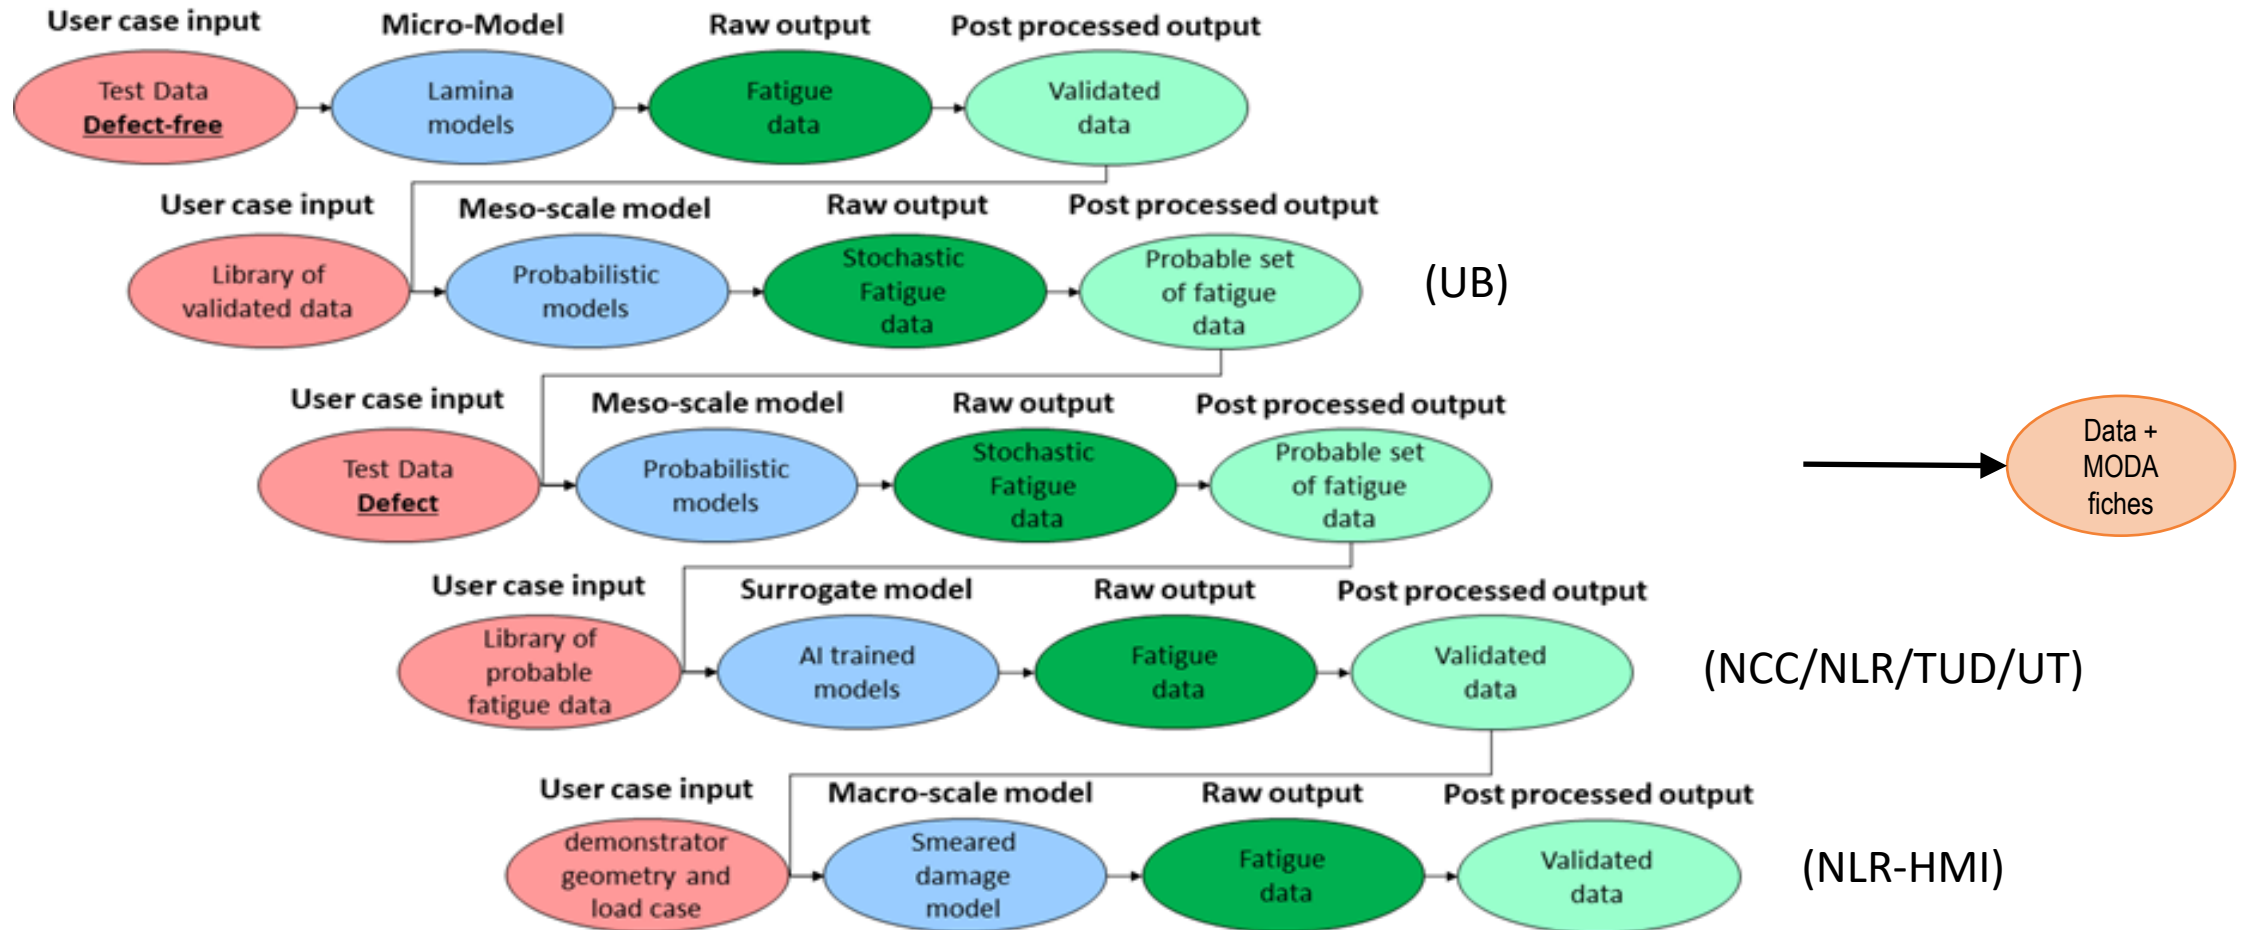 User case input
Micro-Model
Raw output
Post processed output
Test Data
Defect-free
Lamina
models
Fatigue
data
Validated
data
User case input
Meso-scale model
Raw output
Post processed output
Library of
validated data
Probabilistic
models
Stochastic
Fatigue
data
Probable set
of fatigue
data
(UB)
User case input
Meso-scale model
Raw output
Post processed output
Test Data
Defect
Probabilistic
models
Stochastic
Fatigue
data
Probable set
of fatigue
data
Data +
MODA
fiches
User case input
Surrogate model
Raw output
Post processed output
Library of
probable
fatigue data
AI trained
models
Fatigue
data
Validated
data
(NCC/NLR/TUD/UT)
User case input
Macro-scale model
Raw output
Post processed output
demonstrator
geometry and
load case
Smeared
damage
model
Fatigue
data
Validated
data
(NLR-HMI)